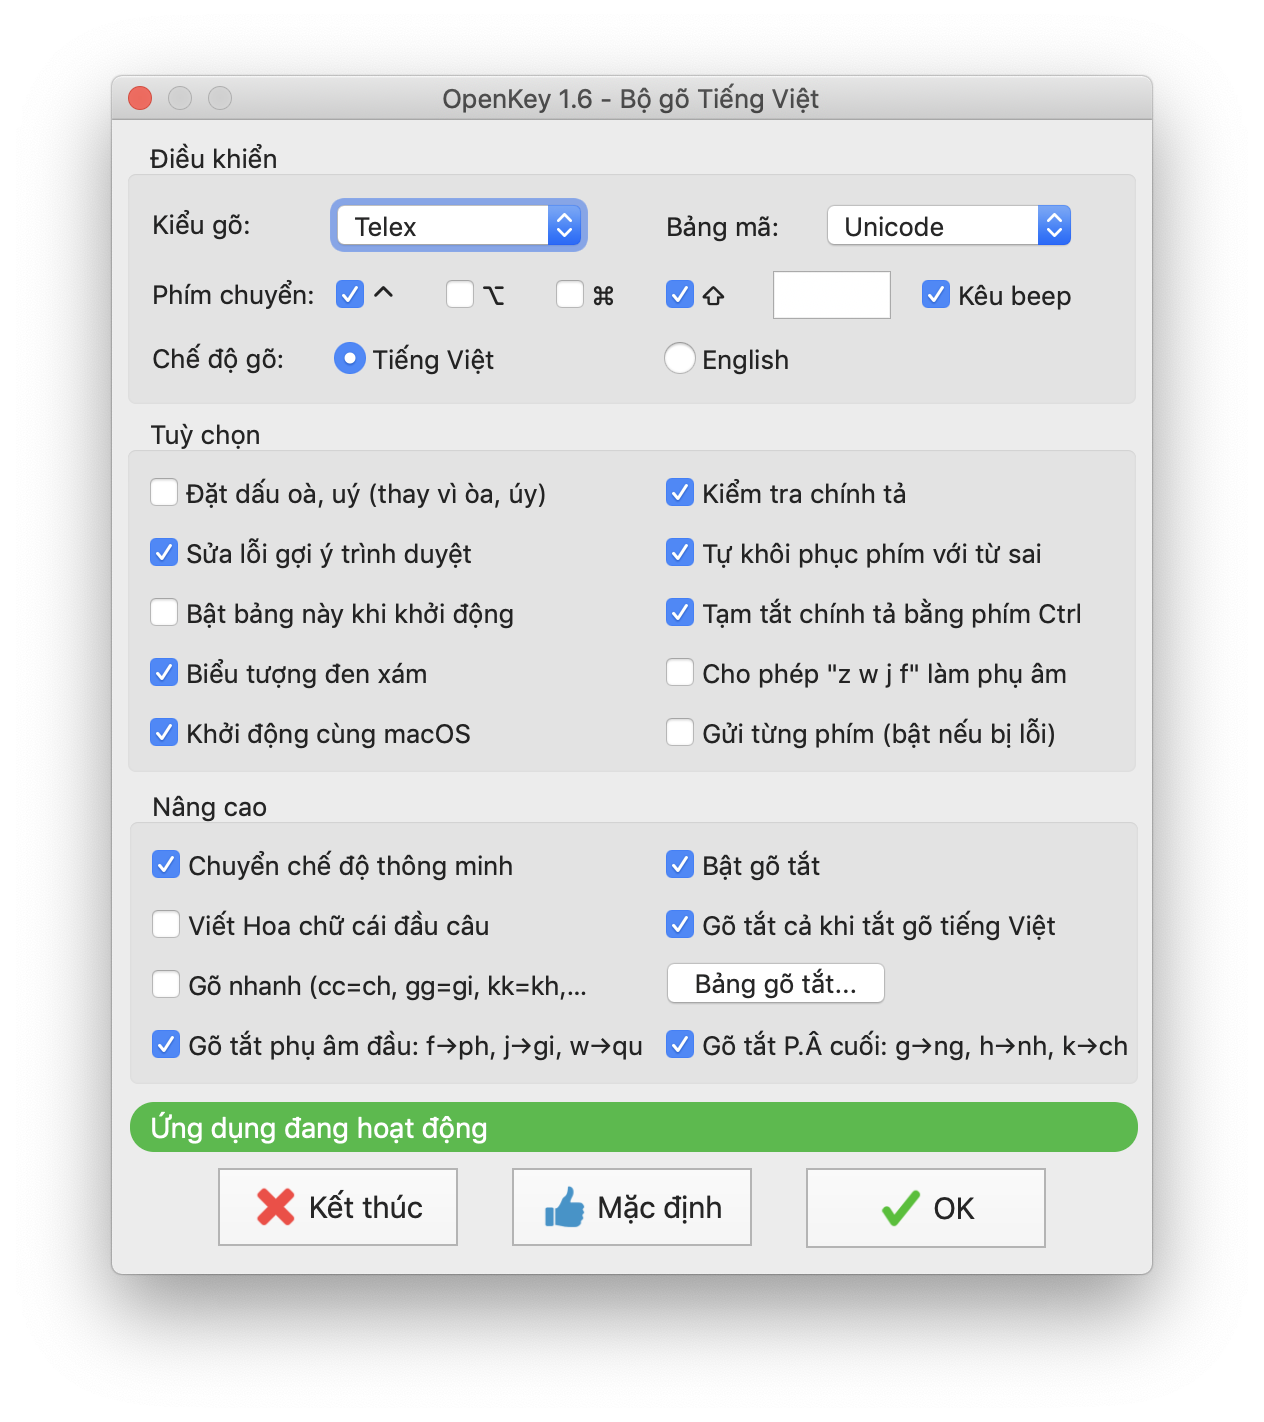 OpenKey 1.6 - Bộ gõ Tiếng Việt
Điều khiển
Kiểu gõ: Telex Bảng mã: Unicode
Phím chuyển: ^ ⌥ ⌘ ⇧ Kêu beep
Chế độ gõ: Tiếng Việt English
Tuỳ chọn
Đặt dấu oà, uý (thay vì òa, úy) Kiểm tra chính tả
Sửa lỗi gợi ý trình duyệt Tự khôi phục phím với từ sai
Bật bảng này khi khởi động Tạm tắt chính tả bằng phím Ctrl
Biểu tượng đen xám Cho phép "z w j f" làm phụ âm
Khởi động cùng macOS Gửi từng phím (bật nếu bị lỗi)
Nâng cao
Chuyển chế độ thông minh Bật gõ tắt
Viết Hoa chữ cái đầu câu Gõ tắt cả khi tắt gõ tiếng Việt
Gõ nhanh (cc=ch, gg=gi, kk=kh,... Bảng gõ tắt...
Gõ tắt phụ âm đầu: f→ph, j→gi, w→qu Gõ tắt P.Â cuối: g→ng, h→nh, k→ch
Ứng dụng đang hoạt động
Kết thúc Mặc định OK